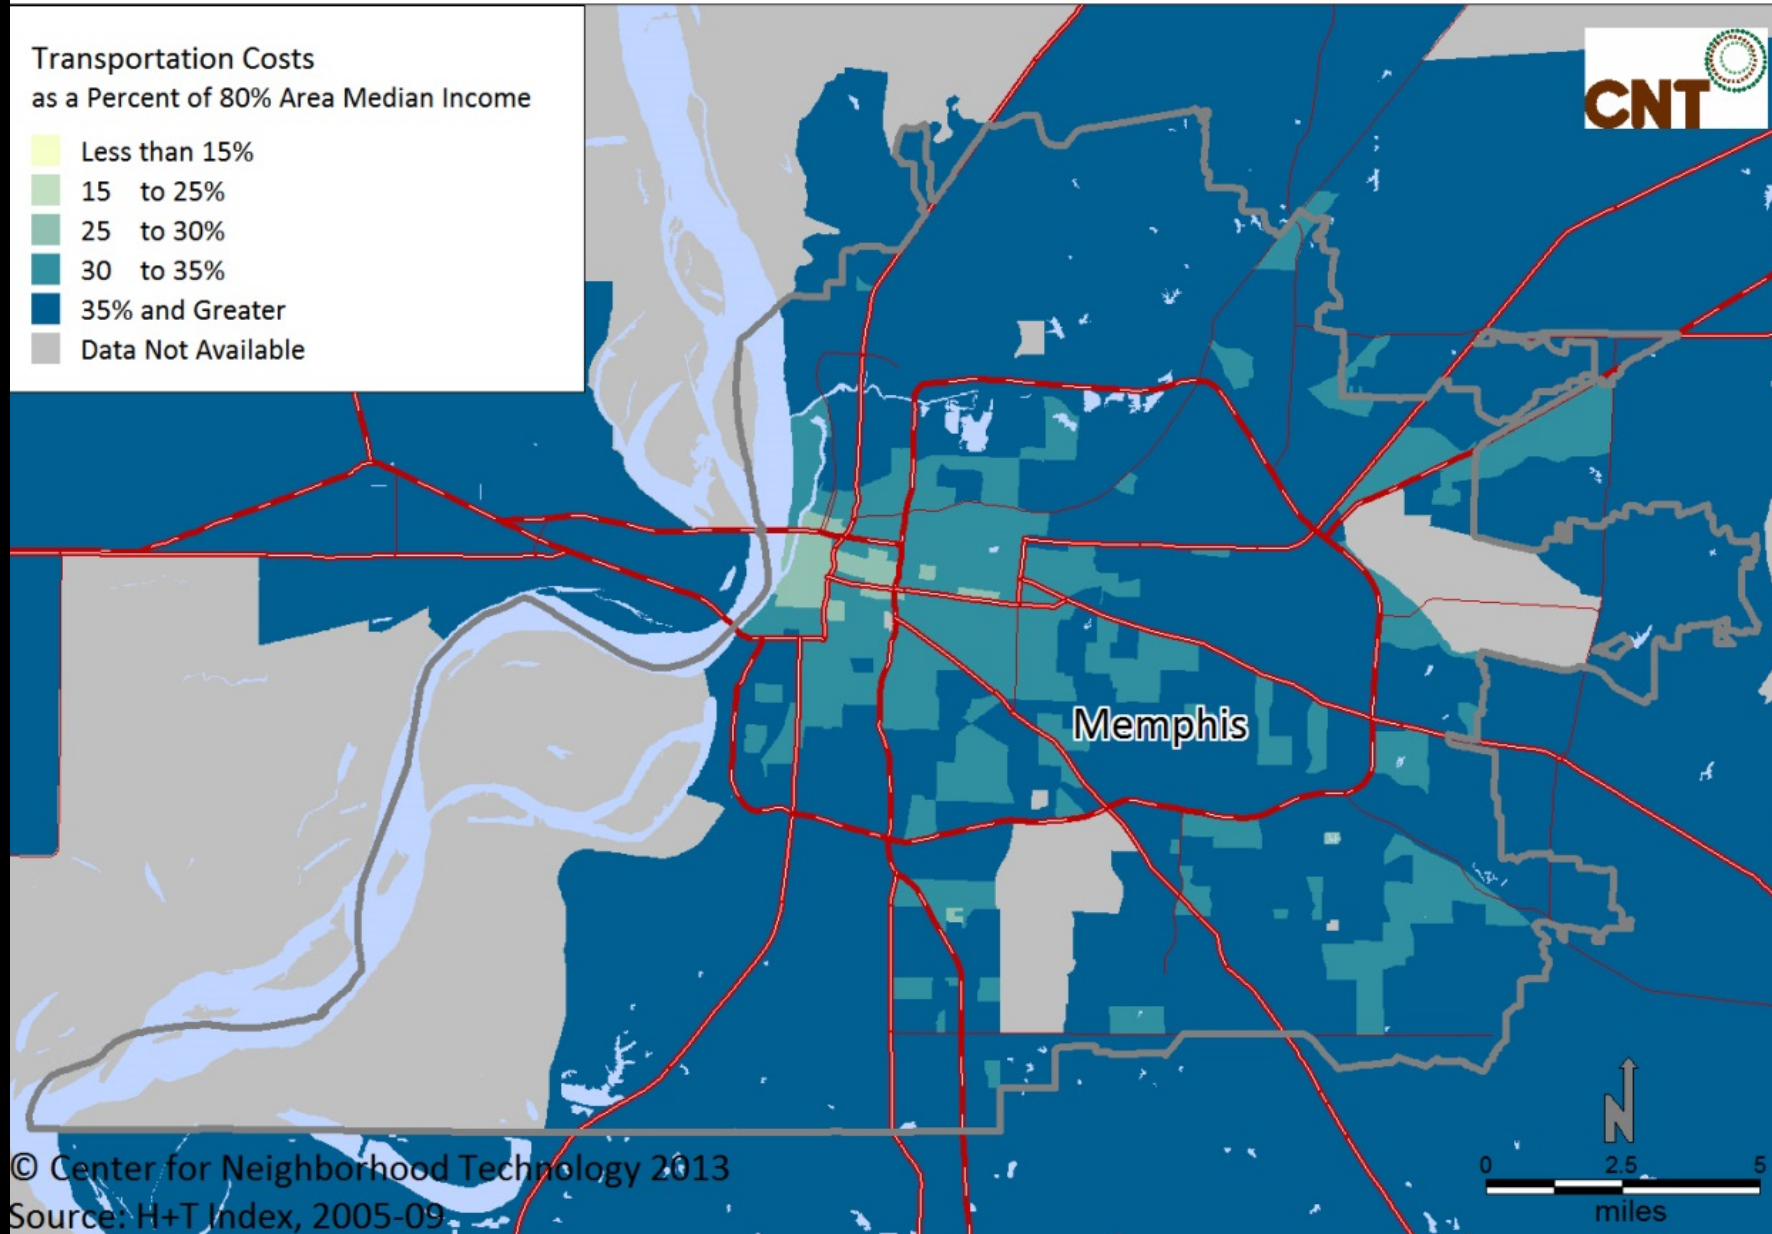 Transportation Costs
as a Percent of 80% Area Median Income
Less than 15%
15 to 25%
25 to 30%
30 to 35%
35% and Greater
Data Not Available
CNT
Memphis
N
0 2.5 5
miles
© Center for Neighborhood Technology 2013
Source: H+T Index, 2005-09